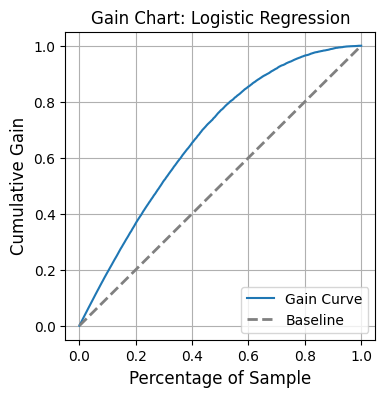 Gain Chart: Logistic Regression
Cumulative Gain
1.0
0.8
0.6
0.4
0.2
0.0
0.0 0.2 0.4 0.6 0.8 1.0
Percentage of Sample
Gain Curve
Baseline